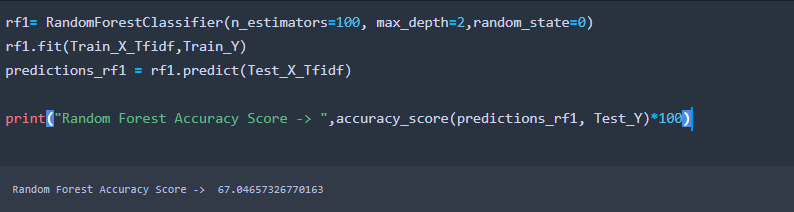 rf1= RandomForestClassifier(n_estimators=100, max_depth=2,random_state=0)
rf1.fit(Train_X_Tfidf,Train_Y)
predictions_rf1 = rf1.predict(Test_X_Tfidf)
print("Random Forest Accuracy Score -> ",accuracy_score(predictions_rf1, Test_Y)*100)
Random Forest Accuracy Score ->  67.04657326770163